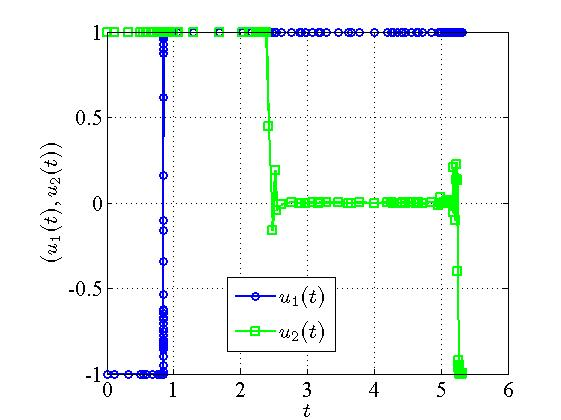 1
0.5
0
-0.5
-1
(u₁(t), u₂(t))
u₁(t)
u₂(t)
0 1 2 3 4 5 6
t